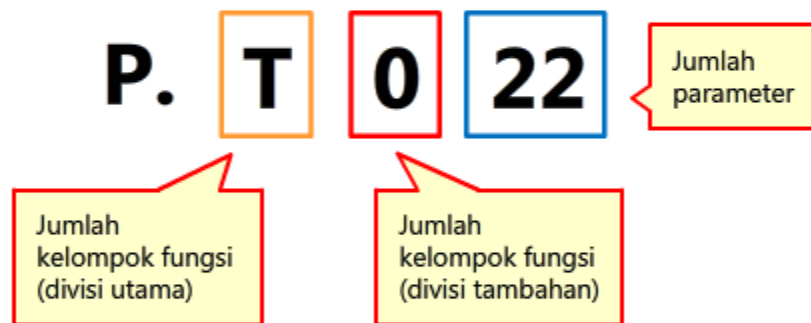 P. T 0 22
Jumlah
parameter
Jumlah
kelompok fungsi
(divisi utama)
Jumlah
kelompok fungsi
(divisi tambahan)